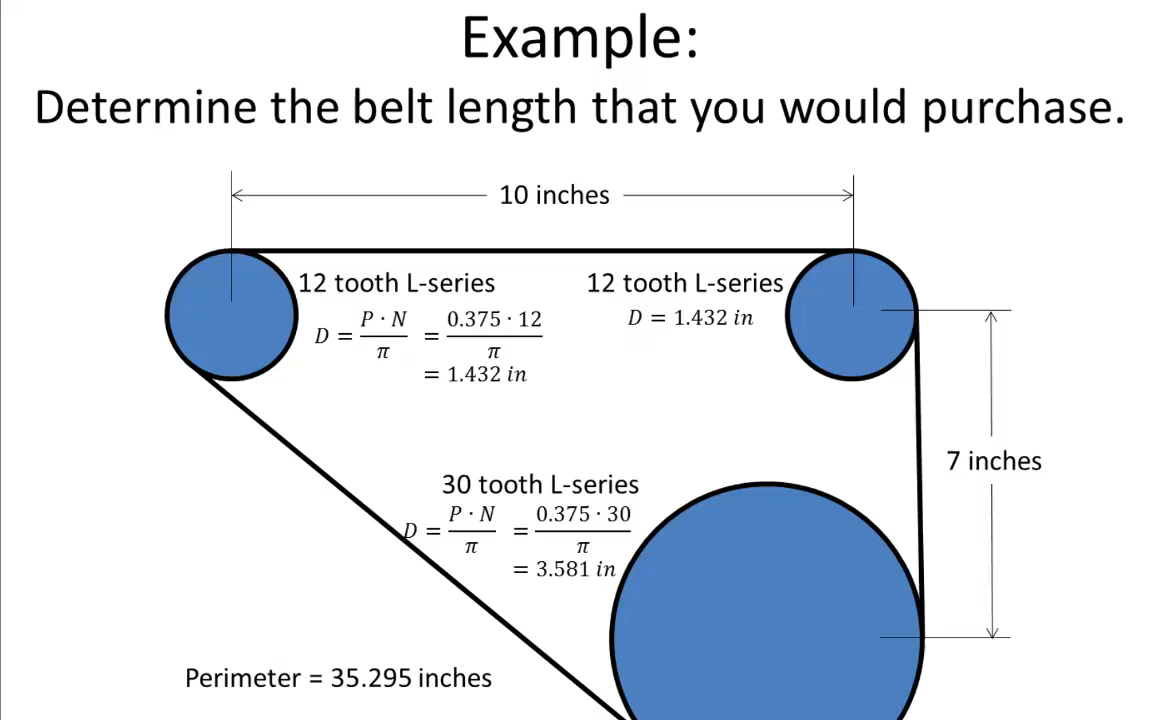 Example:
Determine the belt length that you would purchase.
10 inches
12 tooth L-series
D = P · N / π = 0.375 · 12 / π
= 1.432 in
12 tooth L-series
D = 1.432 in
7 inches
30 tooth L-series
D = P · N / π = 0.375 · 30 / π
= 3.581 in
Perimeter = 35.295 inches